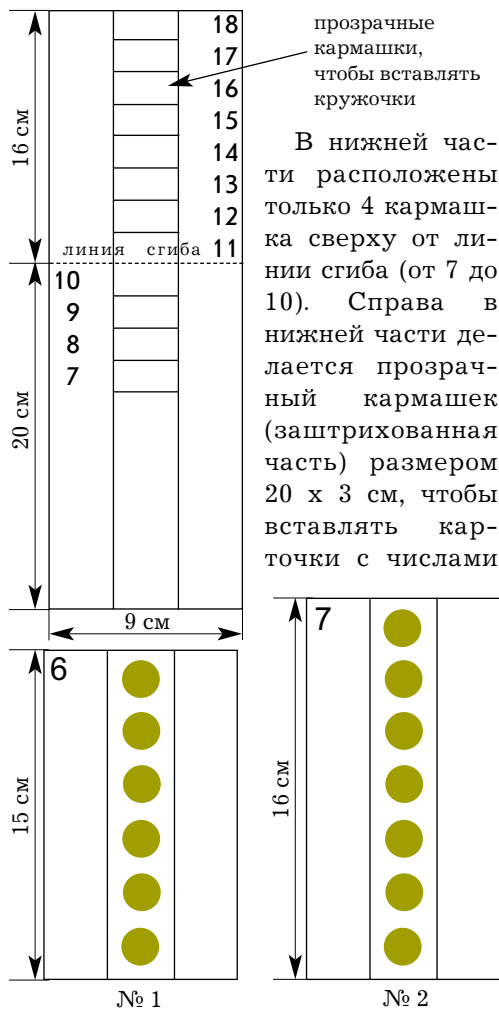 18
17
16
15
14
13
12
линия сгиба 11
10
9
8
7
16 см
20 см
9 см
прозрачные
кармашки,
чтобы вставлять
кружочки
В нижней час-
ти расположены
только 4 кармаш-
ка сверху от ли-
нии сгиба (от 7 до
10). Справа в
нижней части де-
лается прозрач-
ный кармашек
(заштрихованная
часть) размером
20 х 3 см, чтобы
вставлять кар-
точки с числами
6
15 см
№ 1
7
16 см
№ 2